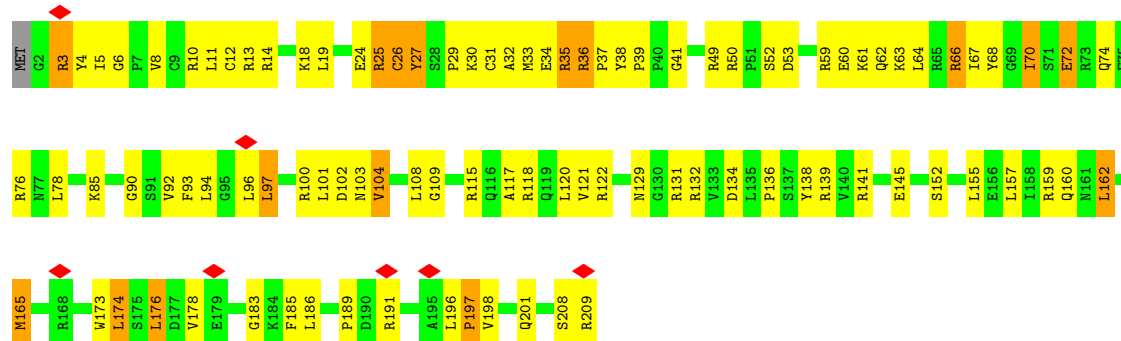 MET G2 R3 Y4 I5 G6 P7 V8 C9 R10 L11 C12 R13 R14 K18 L19 E24 R25 C26 Y27 S28 P29 K30 C31 A32 M33 E34 R35 R36 P37 Y38 P39 P40 G41 R49 R50 P51 S52 D53 R59 E60 K61 Q62 K63 L64 R65 R66 I67 Y68 G69 I70 S71 E72 R73 Q74
R76 N77 L78 K85 G90 S91 V92 F93 L94 G95 L96 L97 R100 L101 D102 N103 V104 L108 G109 R115 Q116 A117 R118 Q119 L120 V121 R122 N129 G130 R131 R132 V133 D134 L135 P136 S137 Y138 R139 V140 R141 E145 S152 L155 E156 L157 I158 R159 Q160 N161 L162
M165 R168 W173 L174 S175 L176 D177 V178 E179 G183 K184 F185 L186 P189 D190 R191 A195 L196 P197 V198 Q201 S208 R209